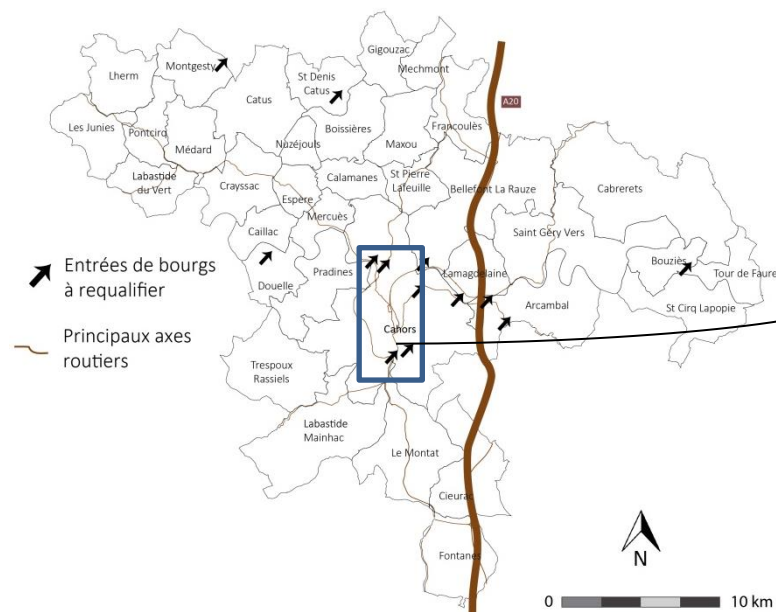 Gigouzac
Mechmont
Montgesty
St Denis
Catus
Lherm
Catus
A20
Les Junies
Pontcirq
Boissières
Francoulès
Médard
Nuzéjouls
Maxou
Labastide
du Vert
Crayssac
Calamanes
St Pierre
Lafeuille
Bellefont La Rauze
Cabrerets
Espère
Mercuès
Caillac
Saint Géry Vers
Entrées de bourgs
à requalifier
Pradines
Lamagdelaine
Bouziès
Tour de Faure
Douelle
Arcambal
St Cirq Lapopie
Principaux axes
routiers
Cahors
Trespoux
Rassiels
Labastide
Mainhac
Le Montat
Cieurac
Fontanes
N
0
10 km